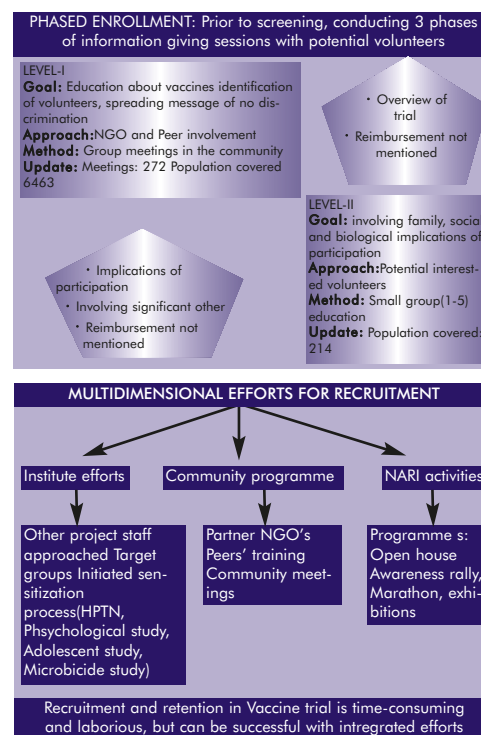 PHASED ENROLLMENT: Prior to screening, conducting 3 phases
of information giving sessions with potential volunteers
LEVEL-I
Goal: Education about vaccines identification
of volunteers, spreading message of no dis-
crimination
Approach:NGO and Peer involvement
Method: Group meetings in the community
Update: Meetings: 272 Population covered
6463
• Overview of
trial
• Reimbursement not
mentioned
LEVEL-II
Goal: involving family, socia
and biological implications of
participation
Approach:Potential interest-
ed volunteers
Method: Small group(1-5)
education
Update: Population covered:
214
• Implications of
participation
• Involving significant other
• Reimbursement not
mentioned
MULTIDIMENSIONAL EFFORTS FOR RECRUITMENT
Institute efforts
Other project staff
approached Target
groups Initiated sen-
sitization
process(HPTN,
Phsychological study,
Adolescent study,
Microbicide study)
Community programme
Partner NGO's
Peers' training
Community meet-
ings
NARI activities
Programme s:
Open house
Awareness rally,
Marathon, exhi-
bitions
Recruitment and retention in Vaccine trial is time-consuming
and laborious, but can be successful with intregrated efforts